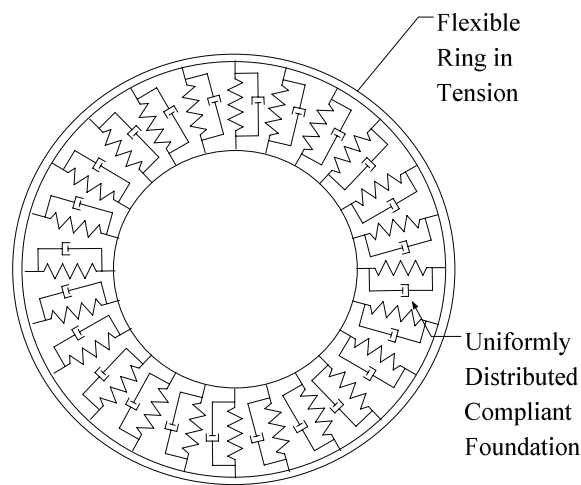 Flexible
Ring in
Tension
Uniformly
Distributed
Compliant
Foundation